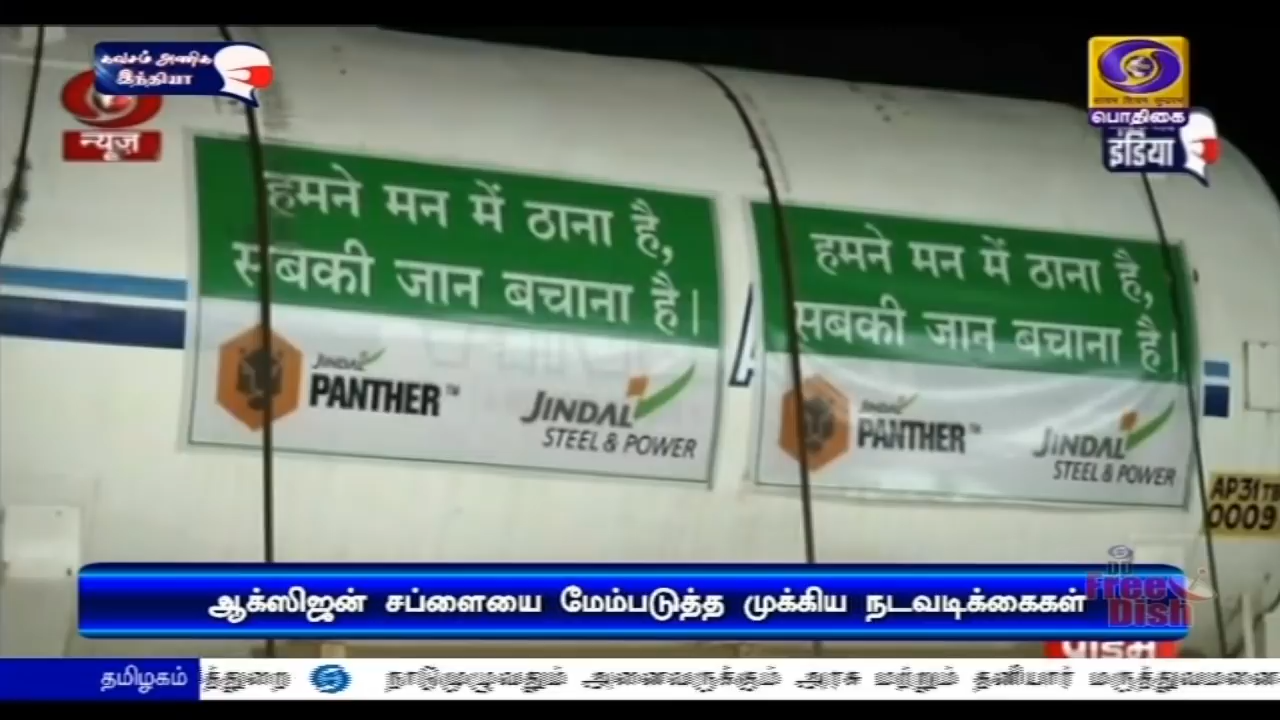 கவசம் அணிக
இந்தியா
न्यूज़
பொதிகை
इंडिया
हमने मन में ठाना है,
सबकी जान बचाना है।
JINDAL
PANTHER™
JINDAL
STEEL & POWER
हमने मन में ठाना है,
सबकी जान बचाना है।
JINDAL
PANTHER™
JINDAL
STEEL & POWER
AP31
0009
ஆக்ஸிஜன் சப்ளையை மேம்படுத்த முக்கிய நடவடிக்கைகள்
DD
Free
Dish
தமிழகம்
த்துறை நாடுமுழுவதும் அனைவருக்கும் அரசு மற்றும் தனியார் மருத்துவமனை